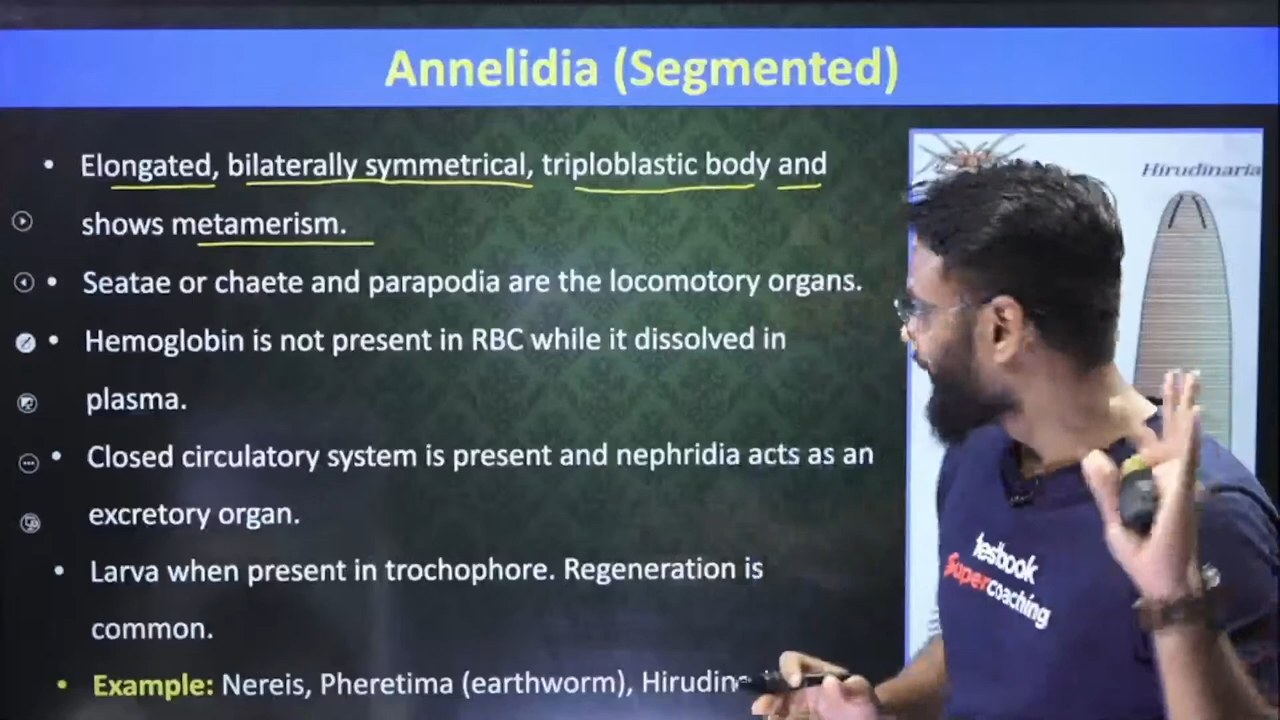 Annelidia (Segmented)
• Elongated, bilaterally symmetrical, triploblastic body and
shows metamerism.
• Seatae or chaete and parapodia are the locomotory organs.
• Hemoglobin is not present in RBC while it dissolved in
plasma.
• Closed circulatory system is present and nephridia acts as an
excretory organ.
• Larva when present in trochophore. Regeneration is
common.
• Example: Nereis, Pheretima (earthworm),
Hirudinaria
testbook
Supercoaching